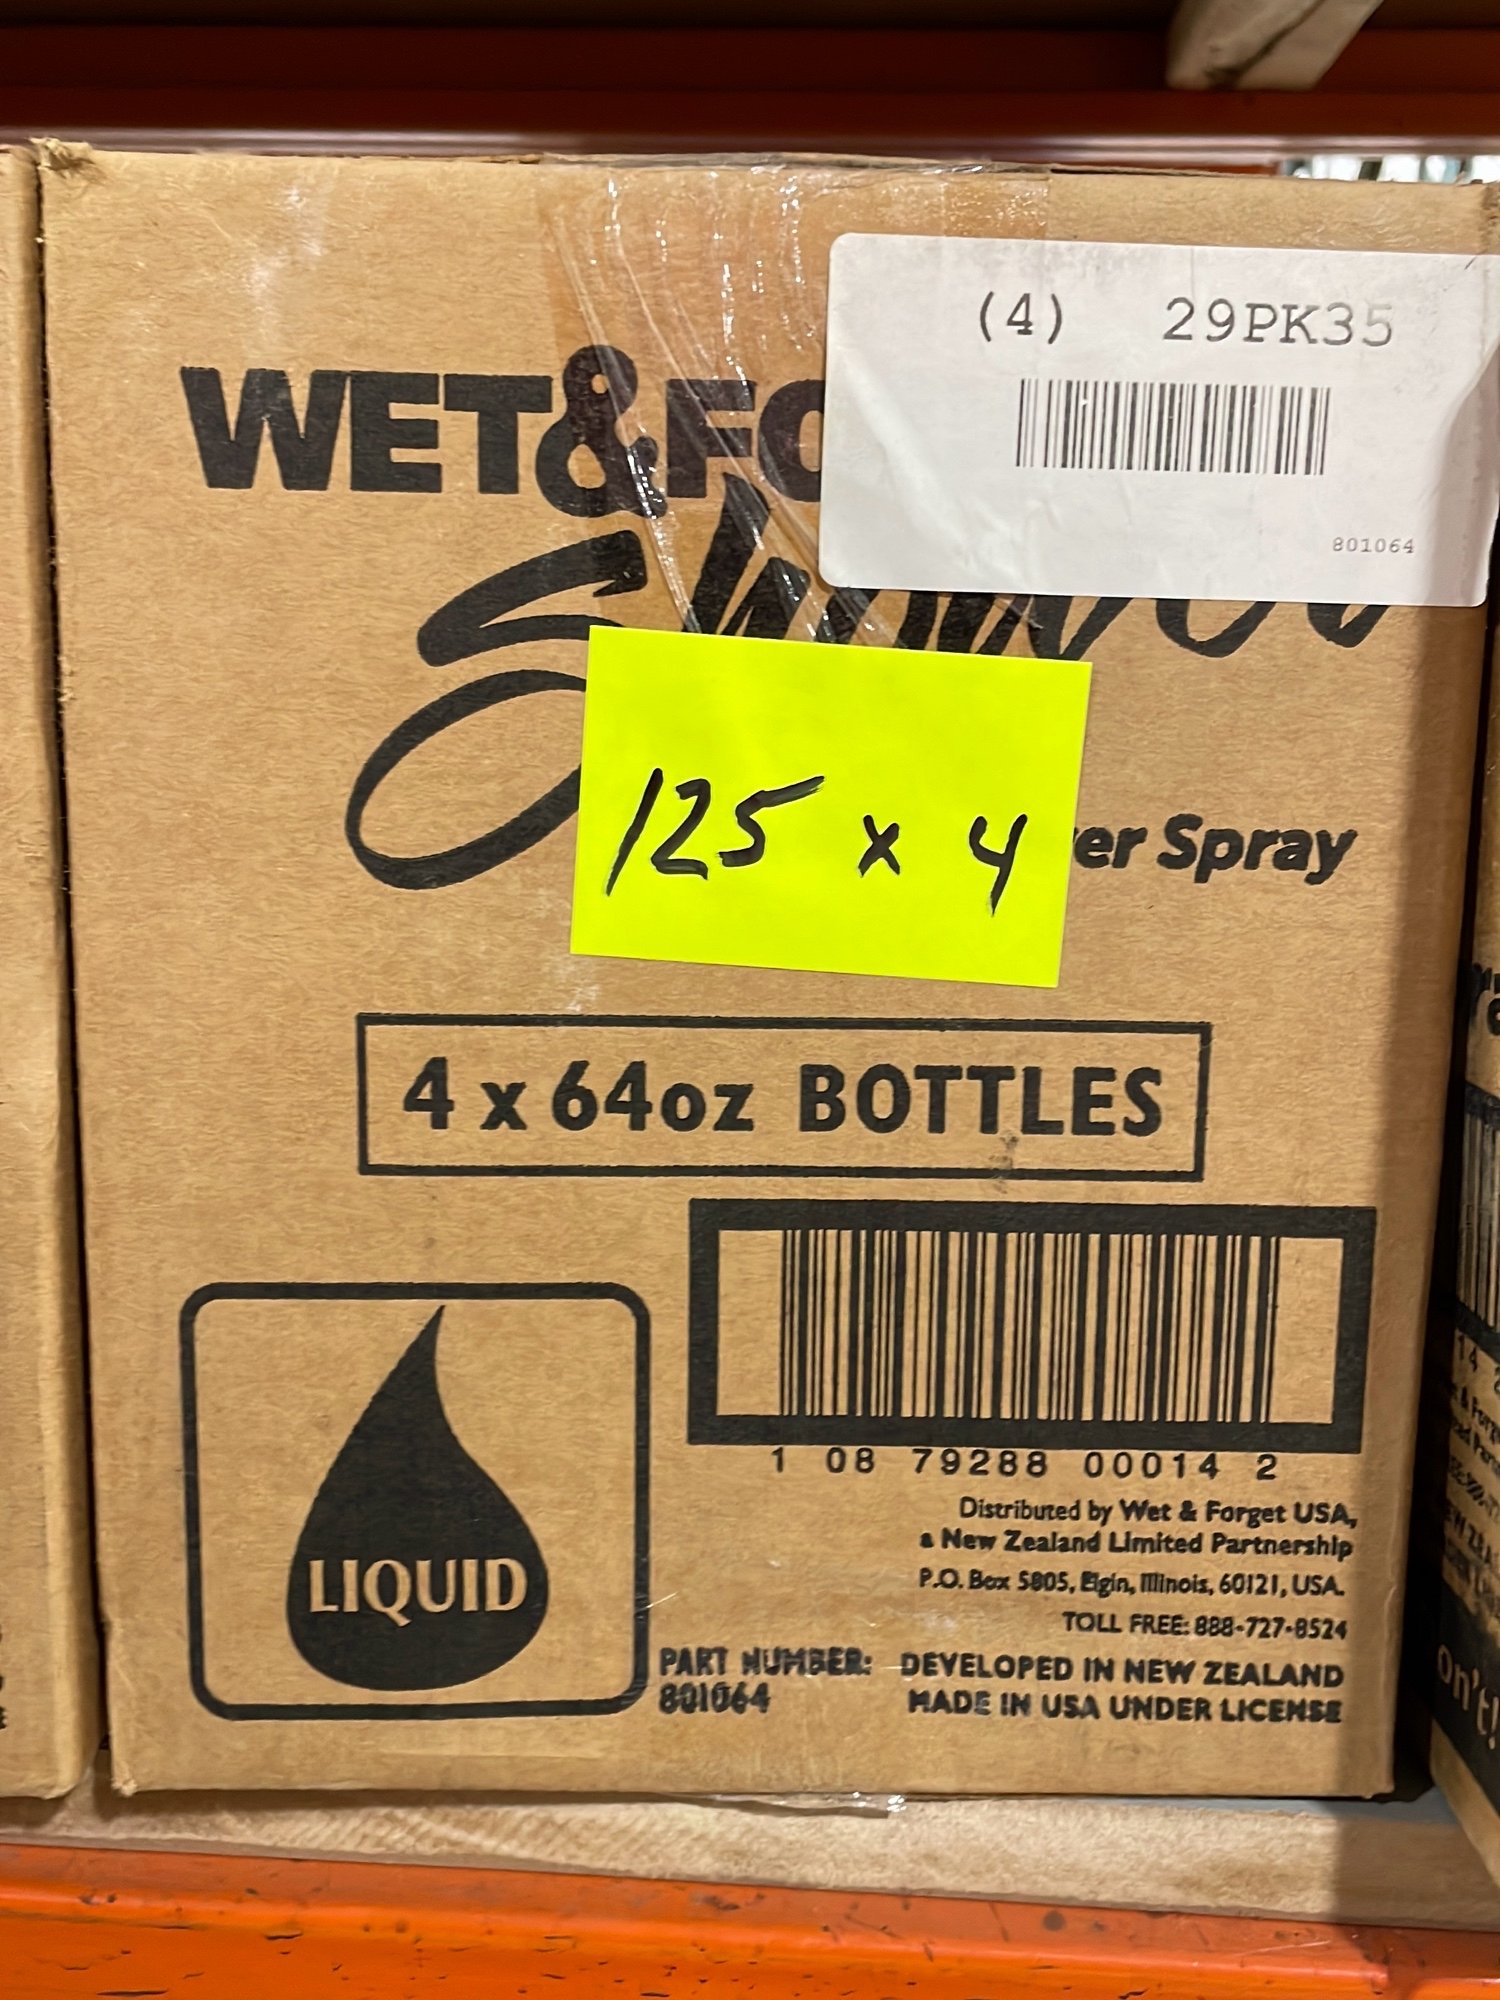 (4) 29PK35
801064
WET&FO
125 x 4
er Spray
4 x 64oz BOTTLES
1 08 79288 00014 2
LIQUID
Distributed by Wet & Forget USA,
a New Zealand Limited Partnership
P.O. Box 5805, Elgin, Illinois, 60121, USA.
TOLL FREE: 888-727-8524
PART NUMBER:
801064
DEVELOPED IN NEW ZEALAND
MADE IN USA UNDER LICENSE
on't!